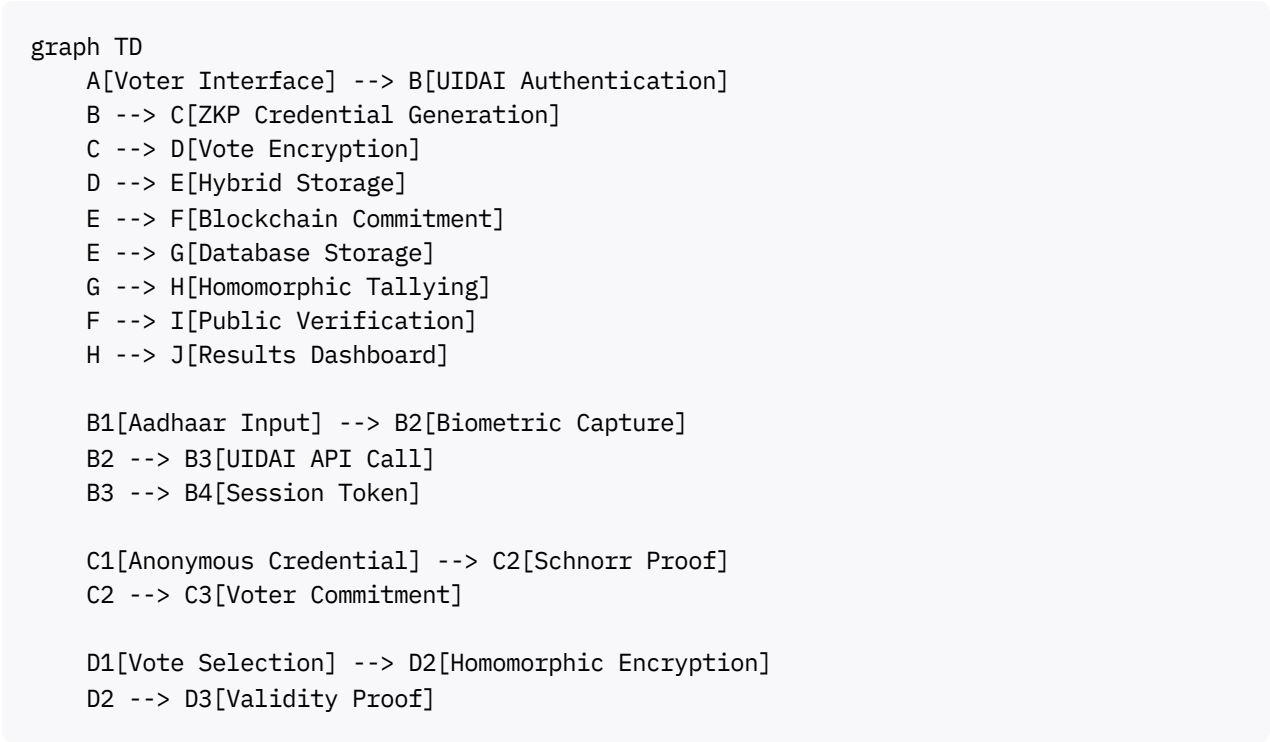 graph TD
    A[Voter Interface] --> B[UIDAI Authentication]
    B --> C[ZKP Credential Generation]
    C --> D[Vote Encryption]
    D --> E[Hybrid Storage]
    E --> F[Blockchain Commitment]
    E --> G[Database Storage]
    G --> H[Homomorphic Tallying]
    F --> I[Public Verification]
    H --> J[Results Dashboard]

    B1[Aadhaar Input] --> B2[Biometric Capture]
    B2 --> B3[UIDAI API Call]
    B3 --> B4[Session Token]

    C1[Anonymous Credential] --> C2[Schnorr Proof]
    C2 --> C3[Voter Commitment]

    D1[Vote Selection] --> D2[Homomorphic Encryption]
    D2 --> D3[Validity Proof]